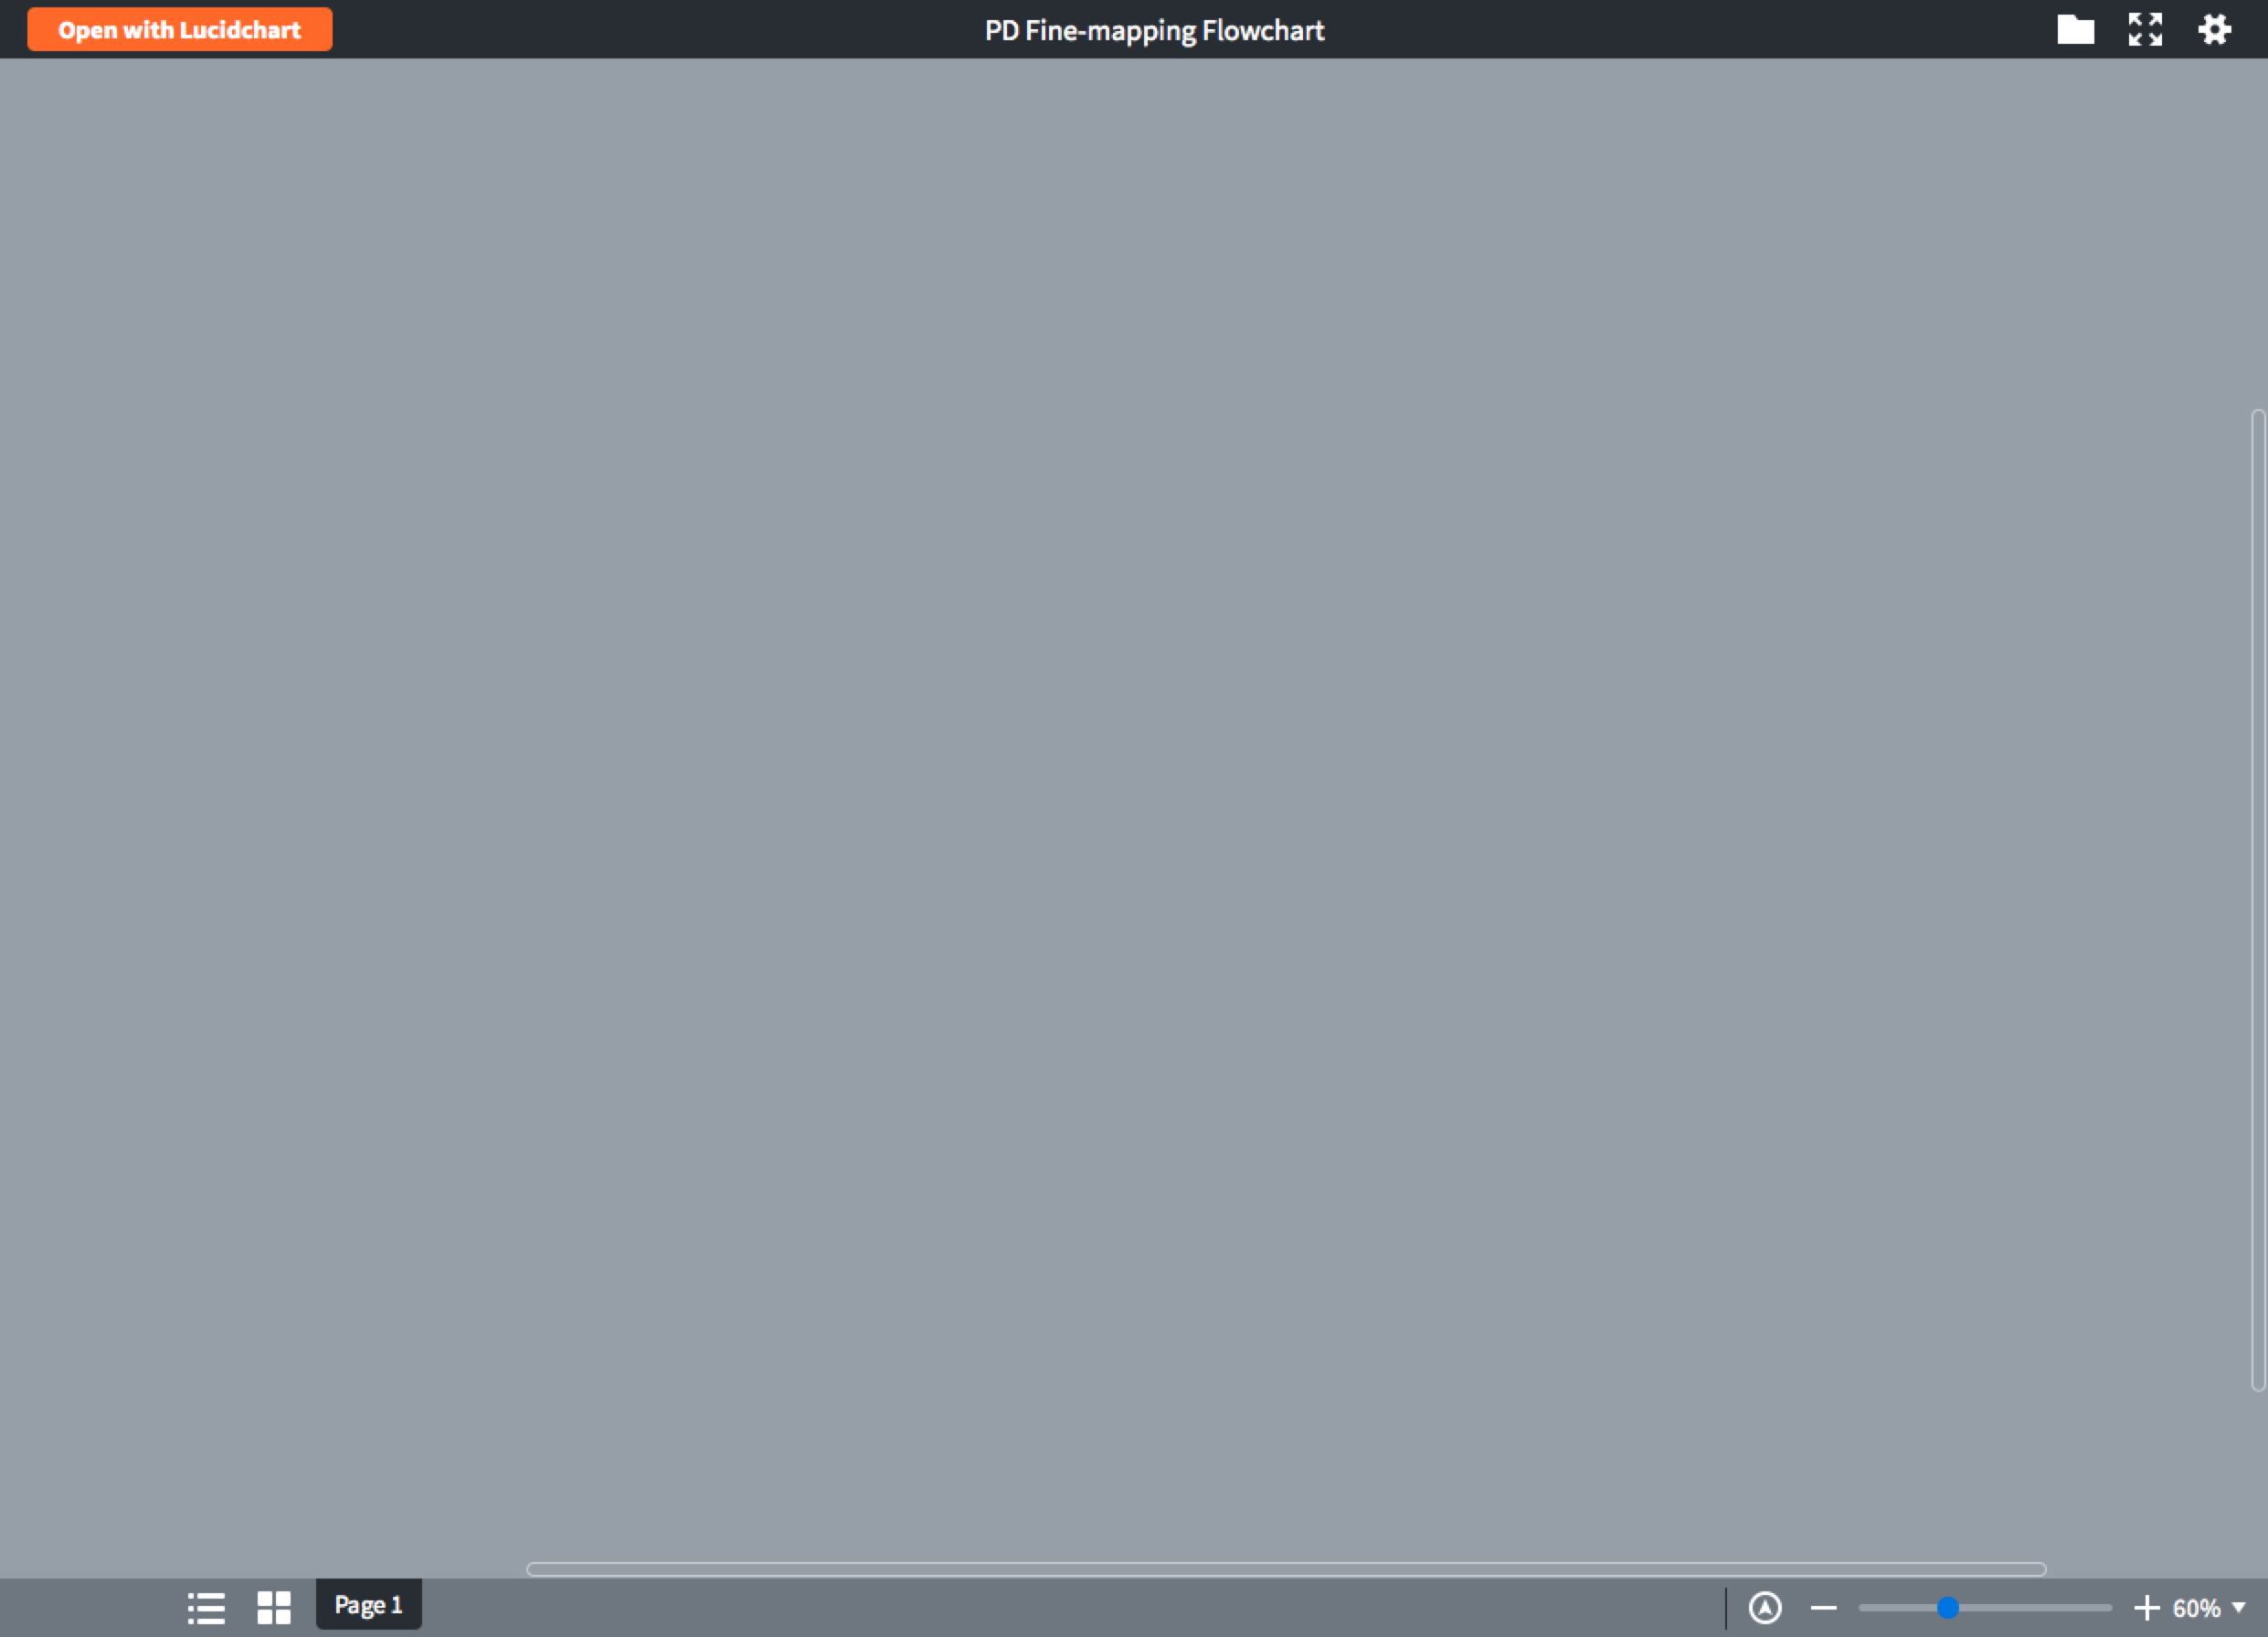 Open with Lucidchart
PD Fine-mapping Flowchart
Page 1
60%